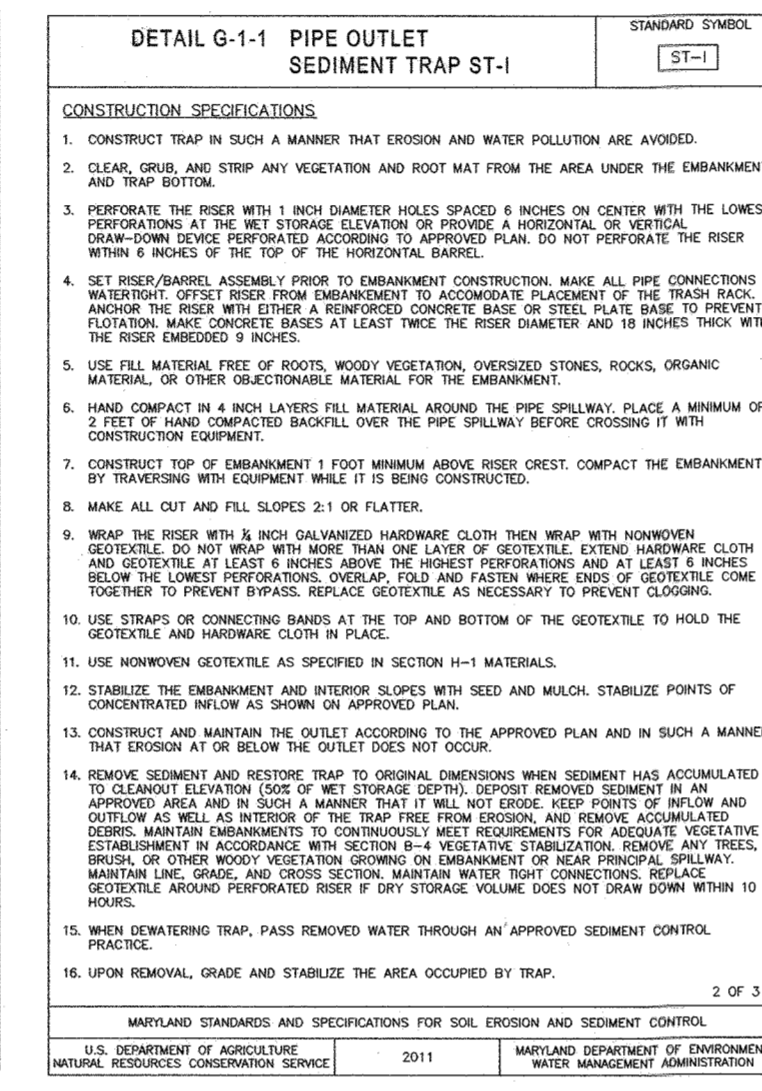 DETAIL G-1-1 PIPE OUTLET
SEDIMENT TRAP ST-I
STANDARD SYMBOL
ST-I
CONSTRUCTION SPECIFICATIONS
1. CONSTRUCT TRAP IN SUCH A MANNER THAT EROSION AND WATER POLLUTION ARE AVOIDED.
2. CLEAR, GRUB, AND STRIP ANY VEGETATION AND ROOT MAT FROM THE AREA UNDER THE EMBANKMEN
AND TRAP BOTTOM.
3. PERFORATE THE RISER WITH 1 INCH DIAMETER HOLES SPACED 6 INCHES ON CENTER WITH THE LOWES
PERFORATIONS AT THE WET STORAGE ELEVATION OR PROVIDE A HORIZONTAL OR VERTICAL
DRAW-DOWN DEVICE PERFORATED ACCORDING TO APPROVED PLAN. DO NOT PERFORATE THE RISER
WITHIN 6 INCHES OF THE TOP OF THE HORIZONTAL BARREL.
4. SET RISER/BARREL ASSEMBLY PRIOR TO EMBANKMENT CONSTRUCTION. MAKE ALL PIPE CONNECTIONS
WATERTIGHT. OFFSET RISER FROM EMBANKEMENT TO ACCOMODATE PLACEMENT OF THE TRASH RACK.
ANCHOR THE RISER WITH EITHER A REINFORCED CONCRETE BASE OR STEEL PLATE BASE TO PREVENT
FLOTATION. MAKE CONCRETE BASES AT LEAST TWICE THE RISER DIAMETER AND 18 INCHES THICK WIT
THE RISER EMBEDDED 9 INCHES.
5. USE FILL MATERIAL FREE OF ROOTS, WOODY VEGETATION, OVERSIZED STONES, ROCKS, ORGANIC
MATERIAL, OR OTHER OBJECTIONABLE MATERIAL FOR THE EMBANKMENT.
6. HAND COMPACT IN 4 INCH LAYERS FILL MATERIAL AROUND THE PIPE SPILLWAY. PLACE A MINIMUM OF
2 FEET OF HAND COMPACTED BACKFILL OVER THE PIPE SPILLWAY BEFORE CROSSING IT WITH
CONSTRUCTION EQUIPMENT.
7. CONSTRUCT TOP OF EMBANKMENT 1 FOOT MINIMUM ABOVE RISER CREST. COMPACT THE EMBANKMENT
BY TRAVERSING WITH EQUIPMENT WHILE IT IS BEING CONSTRUCTED.
8. MAKE ALL CUT AND FILL SLOPES 2:1 OR FLATTER.
9. WRAP THE RISER WITH ¼ INCH GALVANIZED HARDWARE CLOTH THEN WRAP WITH NONWOVEN
GEOTEXTILE. DO NOT WRAP WITH MORE THAN ONE LAYER OF GEOTEXTILE. EXTEND HARDWARE CLOTH
AND GEOTEXTILE AT LEAST 6 INCHES ABOVE THE HIGHEST PERFORATIONS AND AT LEAST 6 INCHES
BELOW THE LOWEST PERFORATIONS. OVERLAP, FOLD AND FASTEN WHERE ENDS OF GEOTEXTILE COME
TOGETHER TO PREVENT BYPASS. REPLACE GEOTEXTILE AS NECESSARY TO PREVENT CLOGGING.
10. USE STRAPS OR CONNECTING BANDS AT THE TOP AND BOTTOM OF THE GEOTEXTILE TO HOLD THE
GEOTEXTILE AND HARDWARE CLOTH IN PLACE.
11. USE NONWOVEN GEOTEXTILE AS SPECIFIED IN SECTION H-1 MATERIALS.
12. STABILIZE THE EMBANKMENT AND INTERIOR SLOPES WITH SEED AND MULCH. STABILIZE POINTS OF
CONCENTRATED INFLOW AS SHOWN ON APPROVED PLAN.
13. CONSTRUCT AND MAINTAIN THE OUTLET ACCORDING TO THE APPROVED PLAN AND IN SUCH A MANNE
THAT EROSION AT OR BELOW THE OUTLET DOES NOT OCCUR.
14. REMOVE SEDIMENT AND RESTORE TRAP TO ORIGINAL DIMENSIONS WHEN SEDIMENT HAS ACCUMULATED
TO CLEANOUT ELEVATION (50% OF WET STORAGE DEPTH). DEPOSIT REMOVED SEDIMENT IN AN
APPROVED AREA AND IN SUCH A MANNER THAT IT WILL NOT ERODE. KEEP POINTS OF INFLOW AND
OUTFLOW AS WELL AS INTERIOR OF THE TRAP FREE FROM EROSION, AND REMOVE ACCUMULATED
DEBRIS. MAINTAIN EMBANKMENTS TO CONTINUOUSLY MEET REQUIREMENTS FOR ADEQUATE VEGETATIVE
ESTABLISHMENT IN ACCORDANCE WITH SECTION B-4 VEGETATIVE STABILIZATION. REMOVE ANY TREES,
BRUSH, OR OTHER WOODY VEGETATION GROWING ON EMBANKMENT OR NEAR PRINCIPAL SPILLWAY.
MAINTAIN LINE, GRADE, AND CROSS SECTION. MAINTAIN WATER TIGHT CONNECTIONS. REPLACE
GEOTEXTILE AROUND PERFORATED RISER IF DRY STORAGE VOLUME DOES NOT DRAW DOWN WITHIN 10
HOURS.
15. WHEN DEWATERING TRAP, PASS REMOVED WATER THROUGH AN APPROVED SEDIMENT CONTROL
PRACTICE.
16. UPON REMOVAL, GRADE AND STABILIZE THE AREA OCCUPIED BY TRAP.
2 OF 3
MARYLAND STANDARDS AND SPECIFICATIONS FOR SOIL EROSION AND SEDIMENT CONTROL
U.S. DEPARTMENT OF AGRICULTURE
NATURAL RESOURCES CONSERVATION SERVICE
2011
MARYLAND DEPARTMENT OF ENVIRONMEN
WATER MANAGEMENT ADMINISTRATION